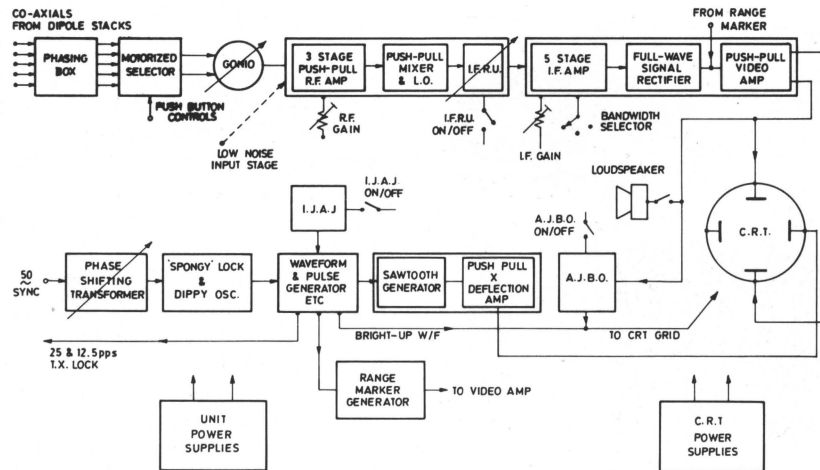 CO-AXIALS
FROM DIPOLE STACKS
PHASING
BOX
MOTORIZED
SELECTOR
PUSH BUTTON
CONTROLS
GONIO
LOW NOISE
INPUT STAGE
3 STAGE
PUSH-PULL
R.F. AMP
R.F.
GAIN
PUSH-PULL
MIXER
& L.O.
I.F.R.U.
I.F.R.U.
ON/OFF
5 STAGE
I.F. AMP
I.F. GAIN
BANDWIDTH
SELECTOR
FULL-WAVE
SIGNAL
RECTIFIER
FROM RANGE
MARKER
PUSH-PULL
VIDEO
AMP
LOUDSPEAKER
C.R.T.
I.J.A.J.
ON/OFF
I.J.A.J
A.J.B.O.
ON/OFF
A.J.B.O.
50
~
SYNC
PHASE
SHIFTING
TRANSFORMER
'SPONGY' LOCK
&
DIPPY OSC.
WAVEFORM
& PULSE
GENERATOR
ETC
SAWTOOTH
GENERATOR
PUSH PULL
X
DEFLECTION
AMP
BRIGHT-UP W/F
TO CRT GRID
25 & 12.5pps
T.X. LOCK
RANGE
MARKER
GENERATOR
TO VIDEO AMP
UNIT
POWER
SUPPLIES
C.R.T
POWER
SUPPLIES